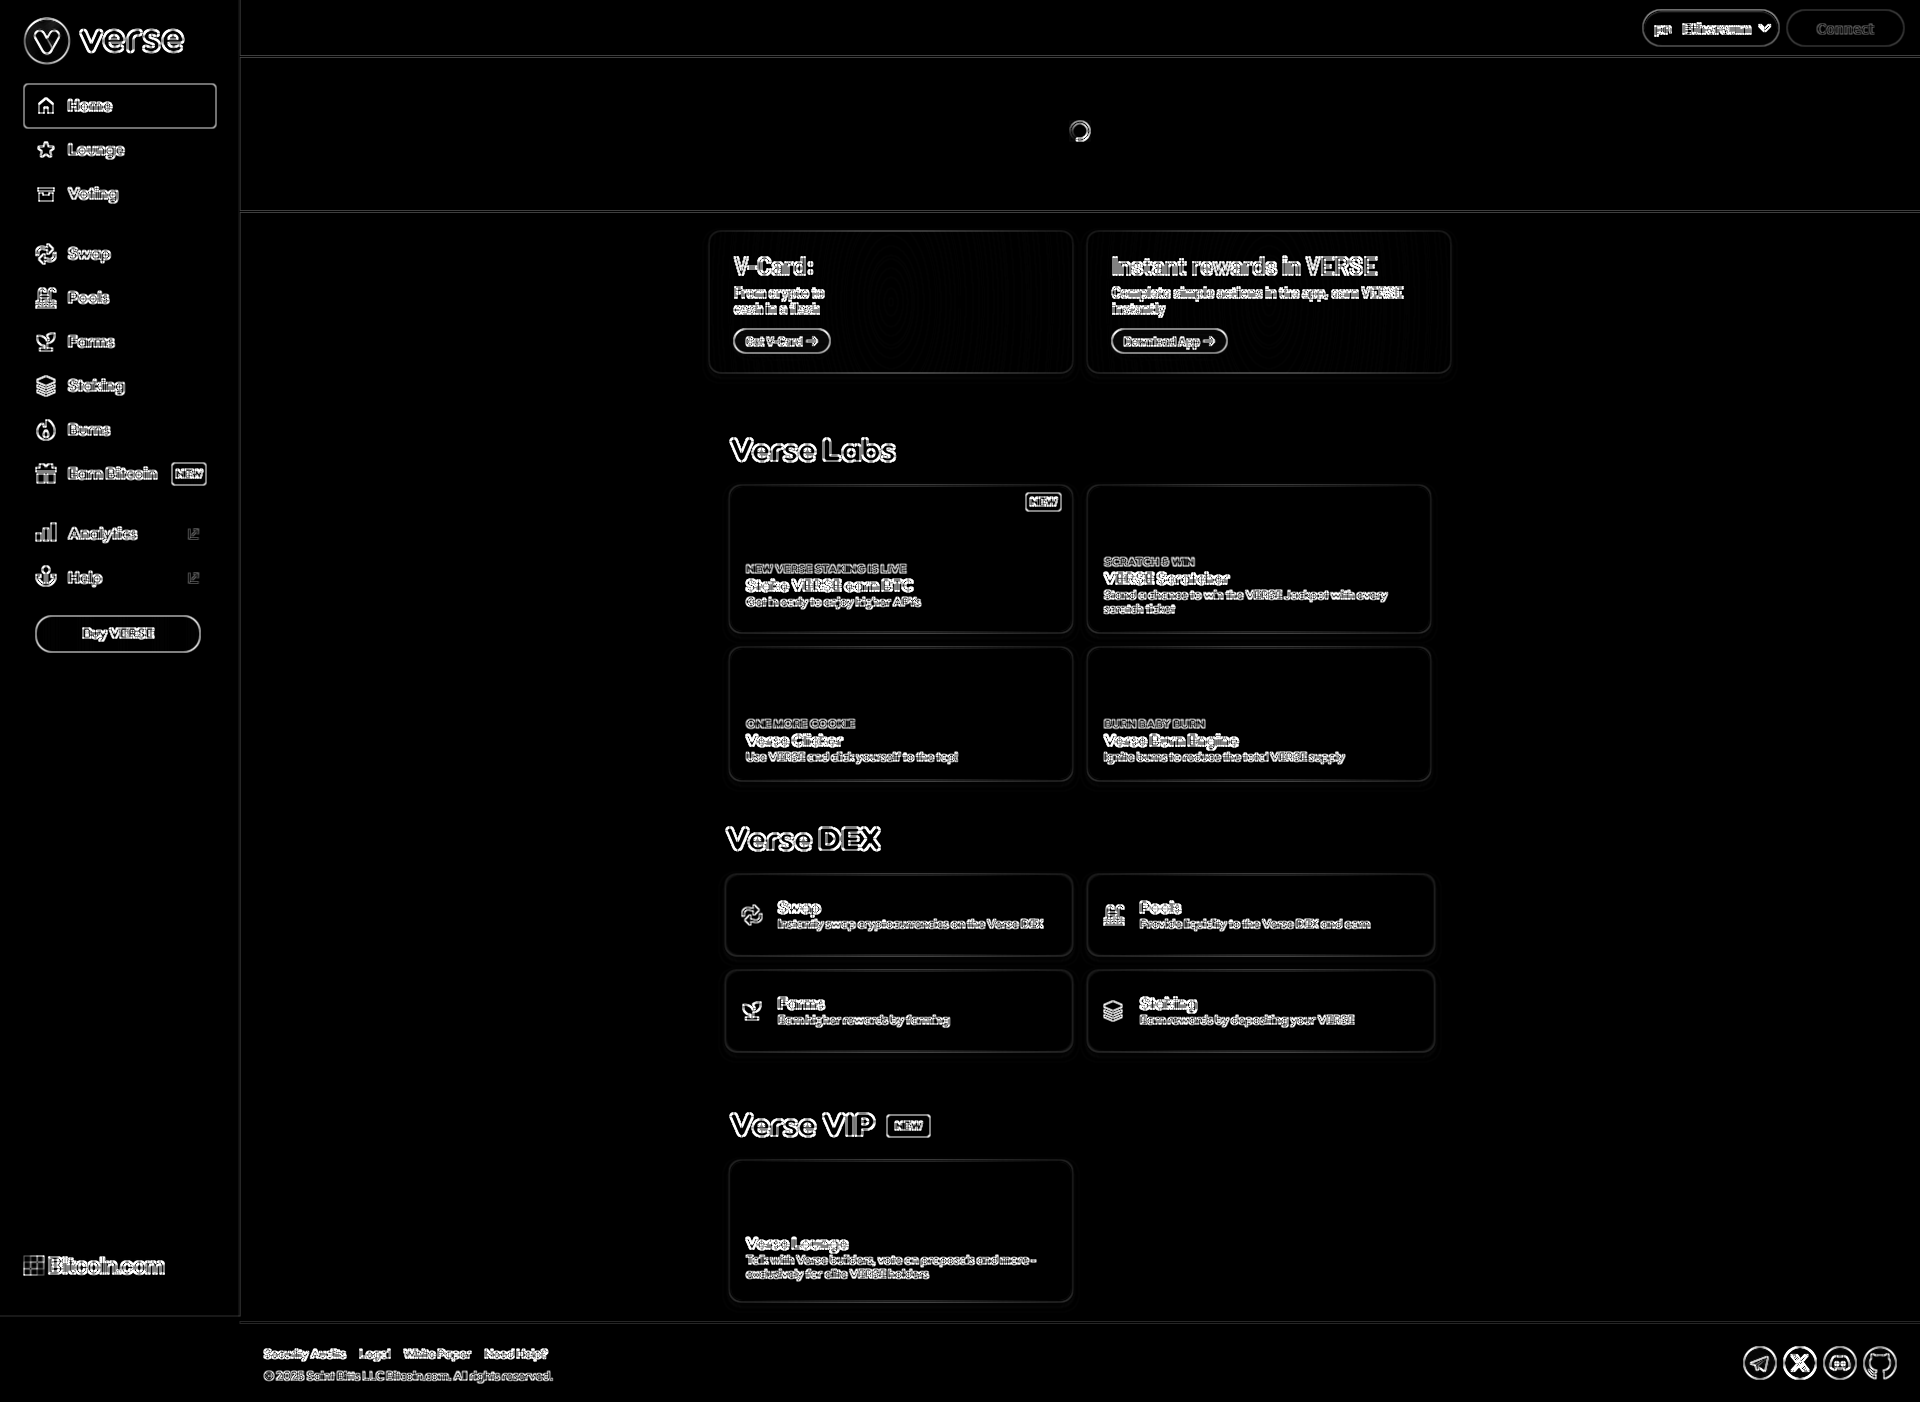 verse
Home
Lounge
Voting
Swap
Pools
Farms
Staking
Burns
Earn Bitcoin NEW
Analytics
Help
Buy VERSE
Bitcoin.com
Ethereum
Connect
V-Card:
From crypto to
cash in a flash
Get V-Card →
Instant rewards in VERSE
Complete simple actions in the app, earn VERSE
instantly
Download App →
Verse Labs
NEW
NEW VERSE STAKING IS LIVE
Stake VERSE earn BTC
Get in early to enjoy higher APYs
SCRATCH & WIN
VERSE Scratcher
Stand a chance to win the VERSE Jackpot with every
scratch ticket
ONE MORE COOKIE
Verse Clicker
Use VERSE and click yourself to the top!
BURN BABY BURN
Verse Burn Engine
Ignite burns to reduce the total VERSE supply
Verse DEX
Swap
Instantly swap cryptocurrencies on the Verse DEX
Pools
Provide liquidity to the Verse DEX and earn
Farms
Earn higher rewards by farming
Staking
Earn rewards by depositing your VERSE
Verse VIP NEW
Verse Lounge
Talk with Verse builders, vote on proposals and more–
exclusively for elite VERSE holders
Security Audits Legal White Paper Need Help?
© 2025 Saint Bitts LLC Bitcoin.com. All rights reserved.